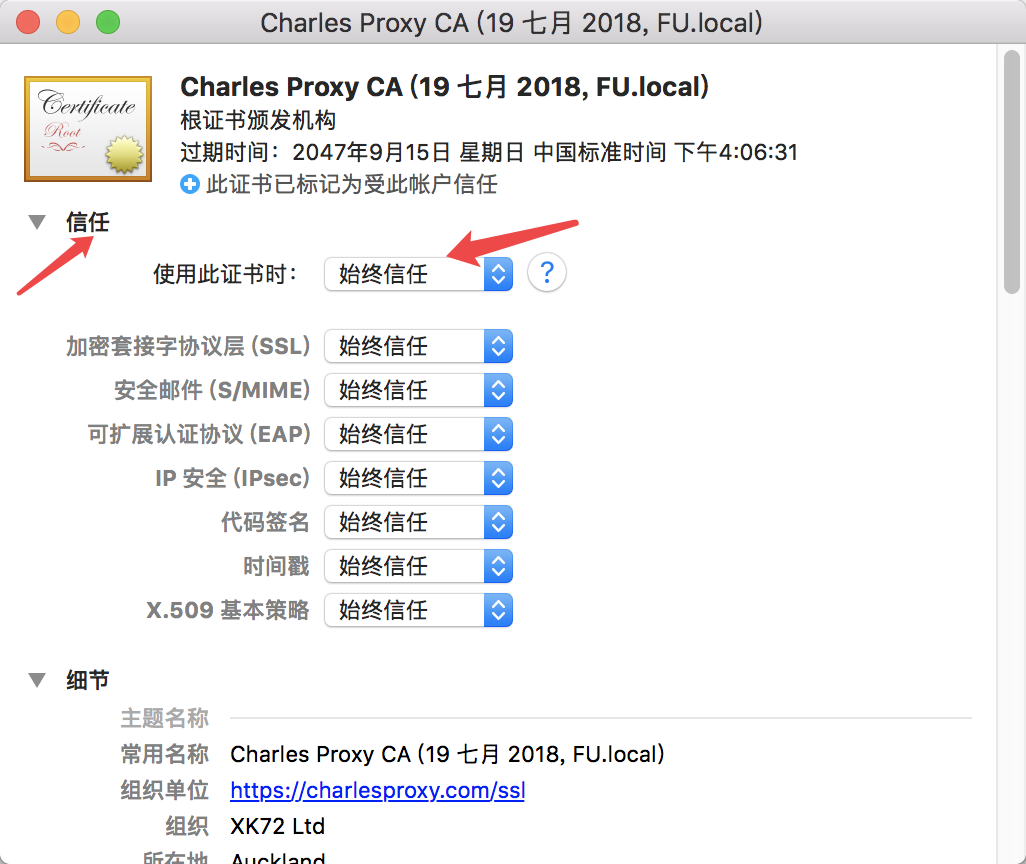 Charles Proxy CA (19 七月 2018, FU.local)
Certificate
Root
Charles Proxy CA (19 七月 2018, FU.local)
根证书颁发机构
过期时间：2047年9月15日 星期日 中国标准时间 下午4:06:31
此证书已标记为受此帐户信任
信任
使用此证书时： 始终信任 ?
加密套接字协议层 (SSL) 始终信任
安全邮件 (S/MIME) 始终信任
可扩展认证协议 (EAP) 始终信任
IP 安全 (IPsec) 始终信任
代码签名 始终信任
时间戳 始终信任
X.509 基本策略 始终信任
细节
主题名称
常用名称 Charles Proxy CA (19 七月 2018, FU.local)
组织单位 https://charlesproxy.com/ssl
组织 XK72 Ltd
所在地 Auckland